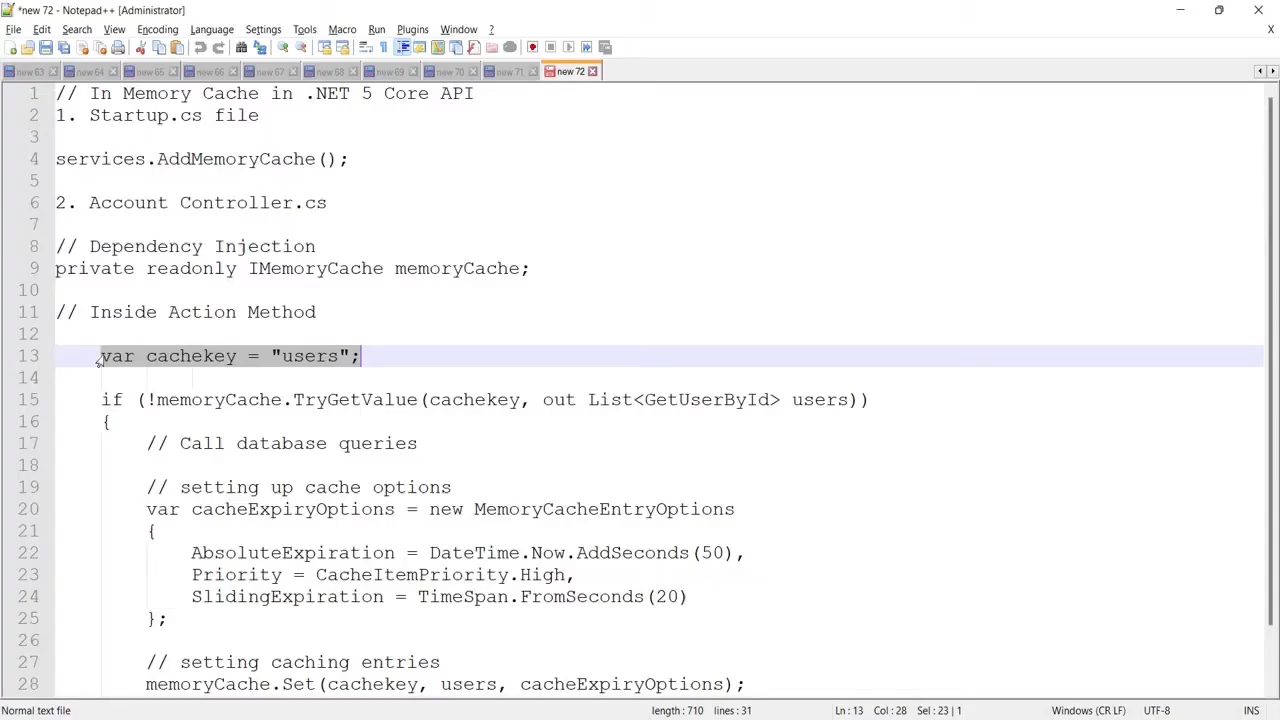 *new 72 - Notepad++ [Administrator]
File Edit Search View Encoding Language Settings Tools Macro Run Plugins Window ? X
new 63 new 64 new 65 new 66 new 67 new 68 new 69 new 70 new 71 new 72
1 // In Memory Cache in .NET 5 Core API
2 1. Startup.cs file
3
4 services.AddMemoryCache();
5
6 2. Account Controller.cs
7
8 // Dependency Injection
9 private readonly IMemoryCache memoryCache;
10
11 // Inside Action Method
12
13 var cachekey = "users";
14
15 if (!memoryCache.TryGetValue(cachekey, out List<GetUserById> users))
16 {
17 // Call database queries
18
19 // setting up cache options
20 var cacheExpiryOptions = new MemoryCacheEntryOptions
21 {
22 AbsoluteExpiration = DateTime.Now.AddSeconds(50),
23 Priority = CacheItemPriority.High,
24 SlidingExpiration = TimeSpan.FromSeconds(20)
25 };
26
27 // setting caching entries
28 memoryCache.Set(cachekey, users, cacheExpiryOptions);
Normal text file length : 710 lines : 31 Ln : 13 Col : 28 Sel : 23 | 1 Windows (CR LF) UTF-8 INS